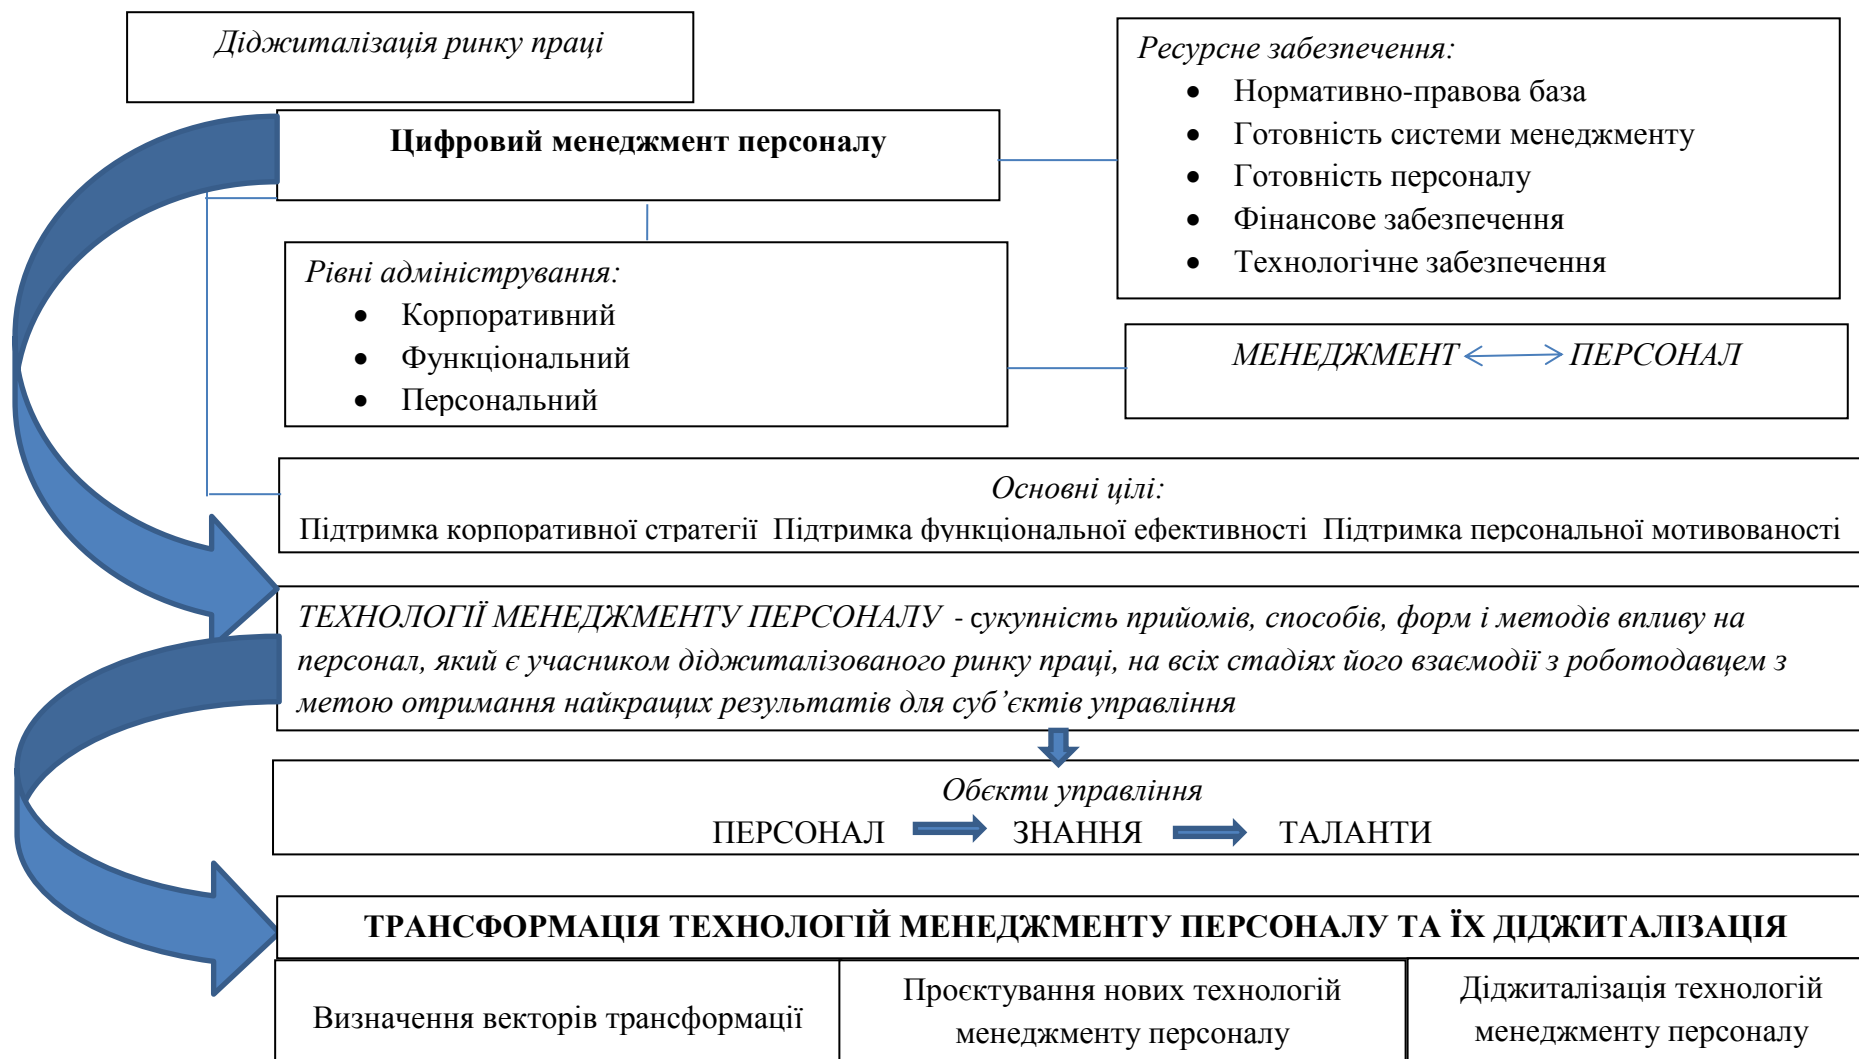 Діджиталізація ринку праці
Цифровий менеджмент персоналу
Ресурсне забезпечення:
• Нормативно-правова база
• Готовність системи менеджменту
• Готовність персоналу
• Фінансове забезпечення
• Технологічне забезпечення
Рівні адміністрування:
• Корпоративний
• Функціональний
• Персональний
МЕНЕДЖМЕНТ ПЕРСОНАЛ
Основні цілі:
Підтримка корпоративної стратегії Підтримка функціональної ефективності Підтримка персональної мотивованості
ТЕХНОЛОГІЇ МЕНЕДЖМЕНТУ ПЕРСОНАЛУ - сукупність прийомів, способів, форм і методів впливу на
персонал, який є учасником діджиталізованого ринку праці, на всіх стадіях його взаємодії з роботодавцем з
метою отримання найкращих результатів для суб’єктів управління
Обєкти управління
ПЕРСОНАЛ ЗНАННЯ ТАЛАНТИ
ТРАНСФОРМАЦІЯ ТЕХНОЛОГІЙ МЕНЕДЖМЕНТУ ПЕРСОНАЛУ ТА ЇХ ДІДЖИТАЛІЗАЦІЯ
Визначення векторів трансформації
Проєктування нових технологій
менеджменту персоналу
Діджиталізація технологій
менеджменту персоналу